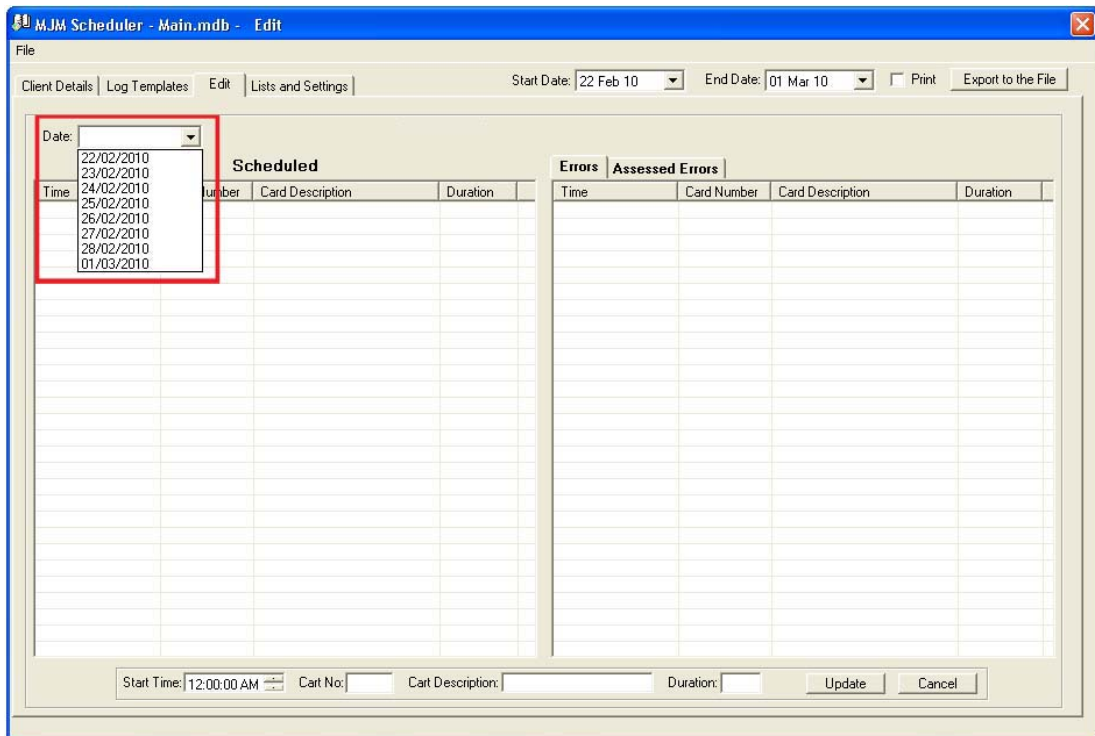 MJM Scheduler - Main.mdb - Edit
File
Client Details Log Templates Edit Lists and Settings Start Date: 22 Feb 10 End Date: 01 Mar 10 Print Export to the File
Date:
22/02/2010
23/02/2010
24/02/2010
25/02/2010
26/02/2010
27/02/2010
28/02/2010
01/03/2010
Scheduled
Time umber Card Description Duration
Errors Assessed Errors
Time Card Number Card Description Duration
Start Time: 12:00:00 AM Cart No: Cart Description: Duration: Update Cancel